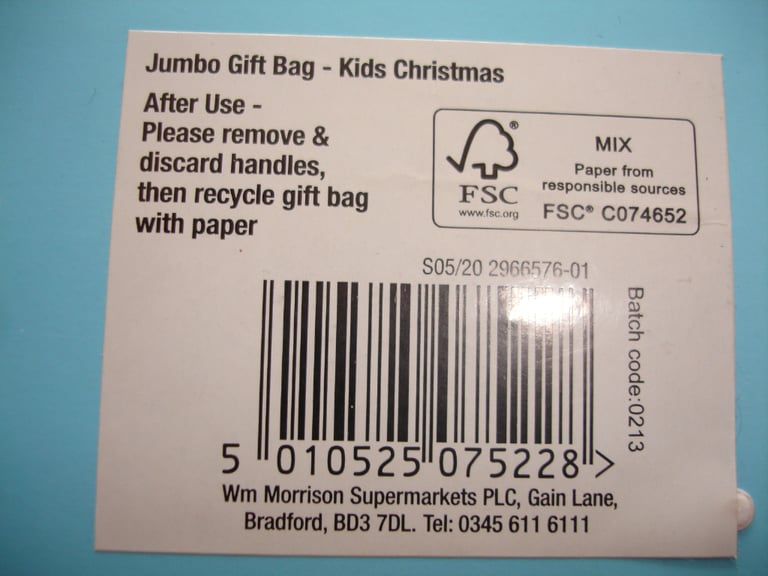 Jumbo Gift Bag - Kids Christmas
After Use -
Please remove &
discard handles,
then recycle gift bag
with paper
®
FSC
www.fsc.org
MIX
Paper from
responsible sources
FSC® C074652
S05/20 2966576-01
Batch code:0213
5 010525 075228 >
Wm Morrison Supermarkets PLC, Gain Lane,
Bradford, BD3 7DL. Tel: 0345 611 6111